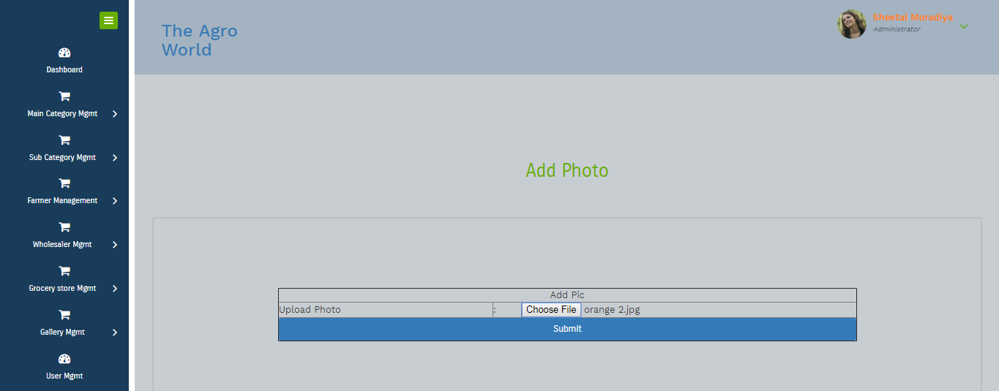 Dashboard
Main Category Mgmt
Sub Category Mgmt
Farmer Management
Wholesaler Mgmt
Grocery store Mgmt
Gallery Mgmt
User Mgmt
The Agro
World
Sheetal Moradiya
Administrator
Add Photo
Add Pic
Upload Photo : Choose File orange 2.jpg
Submit